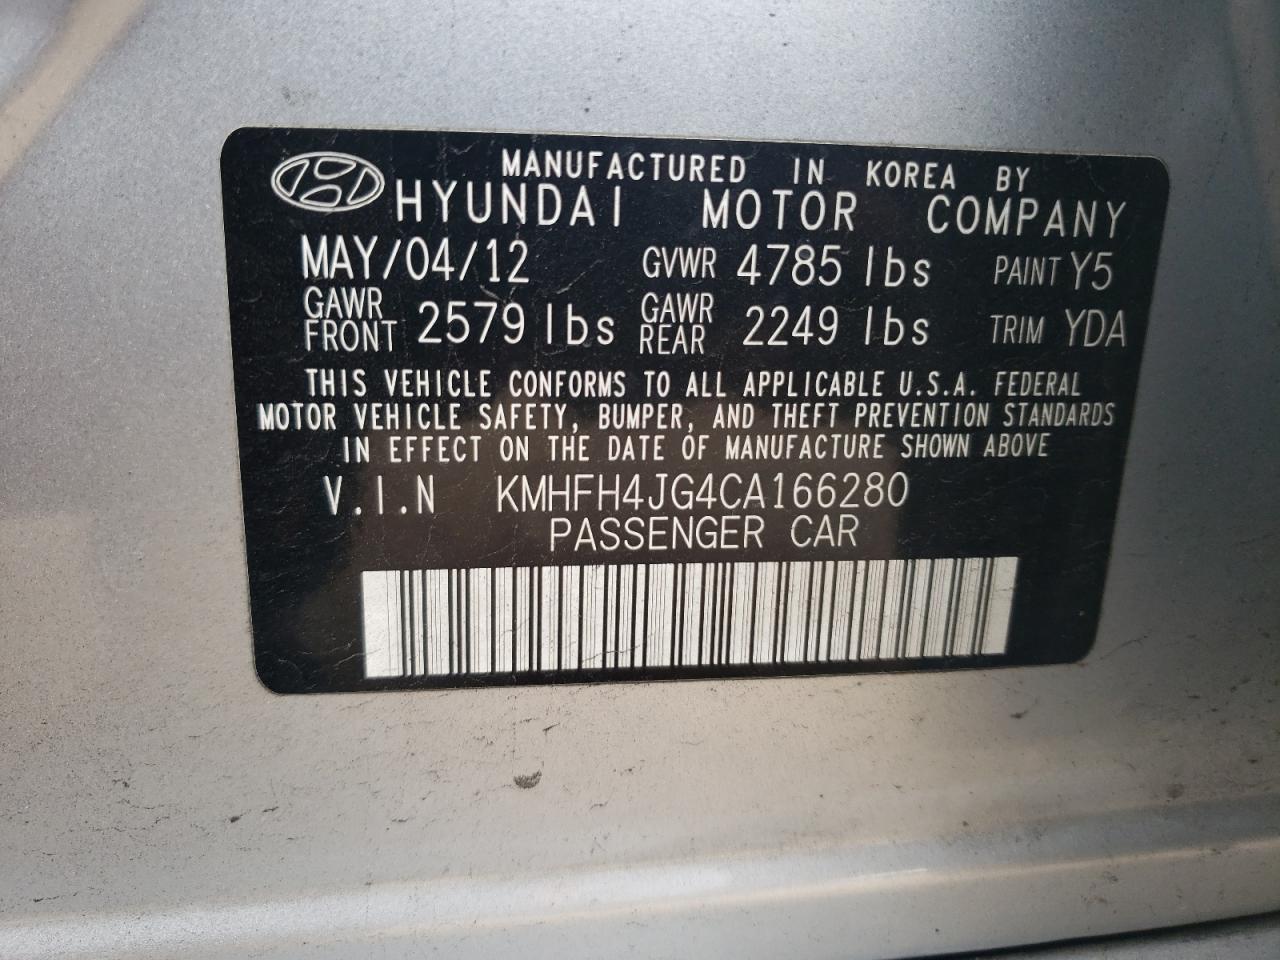 MANUFACTURED IN KOREA BY
HYUNDAI MOTOR COMPANY
MAY/04/12 GVWR 4785 lbs PAINT Y5
GAWR FRONT 2579 lbs GAWR REAR 2249 lbs TRIM YDA
THIS VEHICLE CONFORMS TO ALL APPLICABLE U.S.A. FEDERAL
MOTOR VEHICLE SAFETY, BUMPER, AND THEFT PREVENTION STANDARDS
IN EFFECT ON THE DATE OF MANUFACTURE SHOWN ABOVE
V.I.N KMHFH4JG4CA166280
PASSENGER CAR